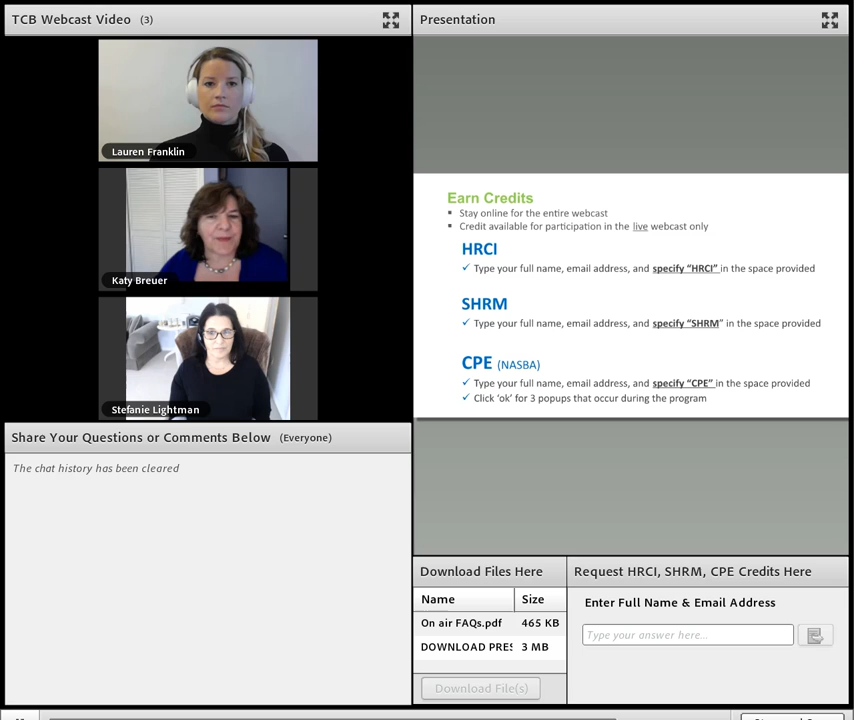 TCB Webcast Video (3)
Lauren Franklin
Katy Breuer
Stefanie Lightman
Share Your Questions or Comments Below (Everyone)
The chat history has been cleared
Presentation
Earn Credits
▪ Stay online for the entire webcast
▪ Credit available for participation in the live webcast only
HRCI
✓ Type your full name, email address, and specify “HRCI” in the space provided
SHRM
✓ Type your full name, email address, and specify “SHRM” in the space provided
CPE (NASBA)
✓ Type your full name, email address, and specify “CPE” in the space provided
✓ Click ‘ok’ for 3 popups that occur during the program
Download Files Here
Name Size
On air FAQs.pdf 465 KB
DOWNLOAD PRES 3 MB
Download File(s)
Request HRCI, SHRM, CPE Credits Here
Enter Full Name & Email Address
Type your answer here...